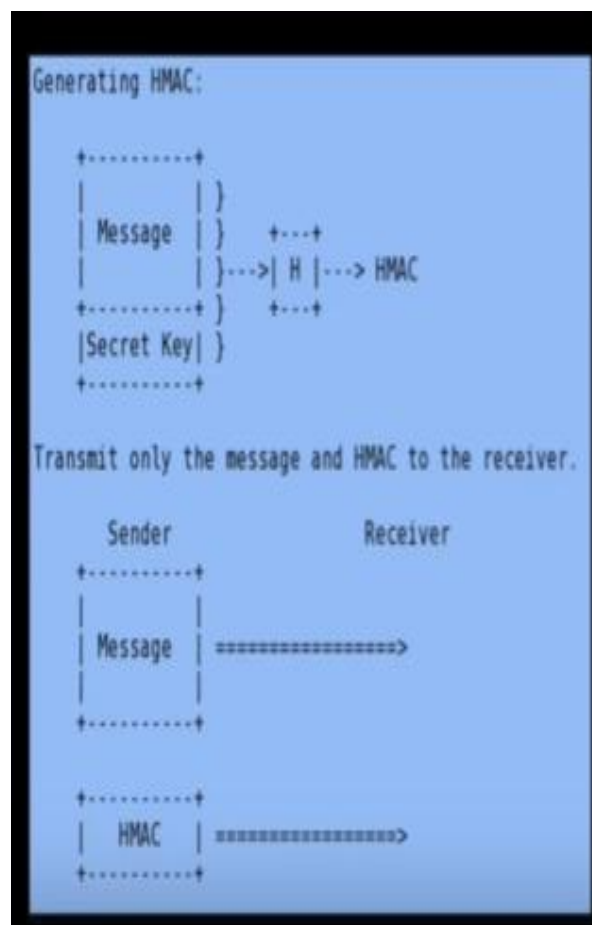 Generating HMAC:
+----------+
|          | }
| Message  | }    +---+
|          | }--->| H |---> HMAC
+----------+ }    +---+
|Secret Key| }
+----------+
Transmit only the message and HMAC to the receiver.
Sender                    Receiver
+----------+
|          |
| Message  | =================>
|          |
+----------+
+----------+
|   HMAC   | =================>
+----------+